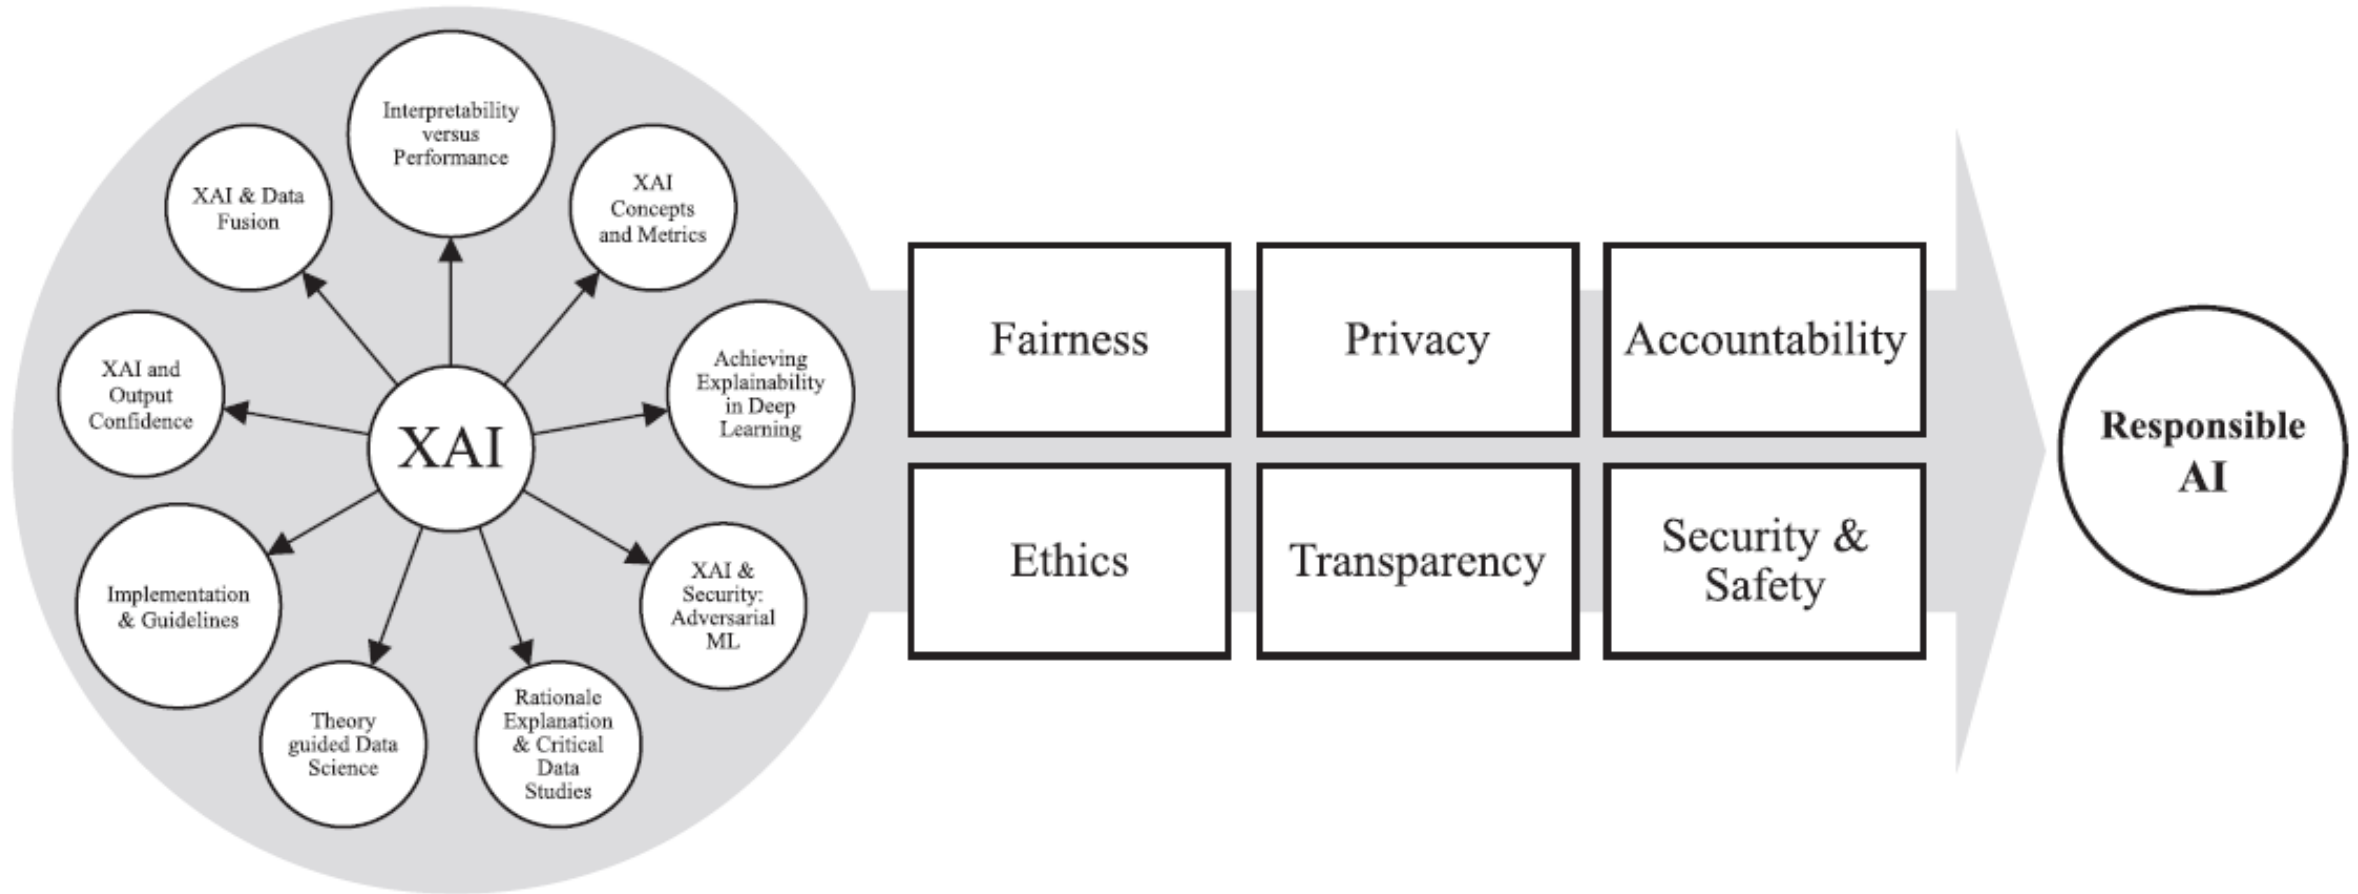 Interpretability
versus
Performance
XAI & Data
Fusion
XAI
Concepts
and Metrics
XAI and
Output
Confidence
XAI
Achieving
Explainability
in Deep
Learning
Implementation
& Guidelines
XAI &
Security:
Adversarial
ML
Theory
guided Data
Science
Rationale
Explanation
& Critical
Data
Studies
Fairness
Privacy
Accountability
Ethics
Transparency
Security &
Safety
Responsible
AI